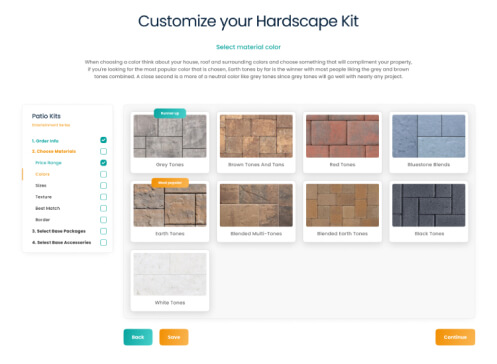 Customize your Hardscape Kit
Select material color
When choosing a color think about your house, roof and surrounding colors and choose something that will compliment your property,
if you're looking for the most popular color that is chosen, Earth tones by far is the winner with most people liking the grey and brown
tones combined. A close second is more of a neutral color like grey tones since grey tones will go well with nearly any project.
Patio Kits
1. Order Info
2. Choose Materials
Price Range
Colors
Sizes
Texture
Best Match
Border
3. Select Base Packages
4. Select Base Accessories
Runner-up
Grey Tones
Brown Tones And Tans
Red Tones
Bluestone Blends
Most popular
Earth Tones
Blended Multi-Tones
Blended Earth Tones
Black Tones
White Tones
Back
Save
Continue